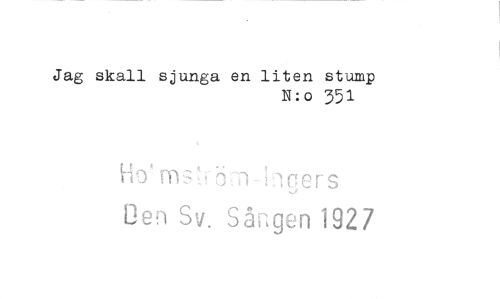 Jag skall sjunga en liten stump
N:o 351
Holmström-Ingers
Den Sv. Sången 1927